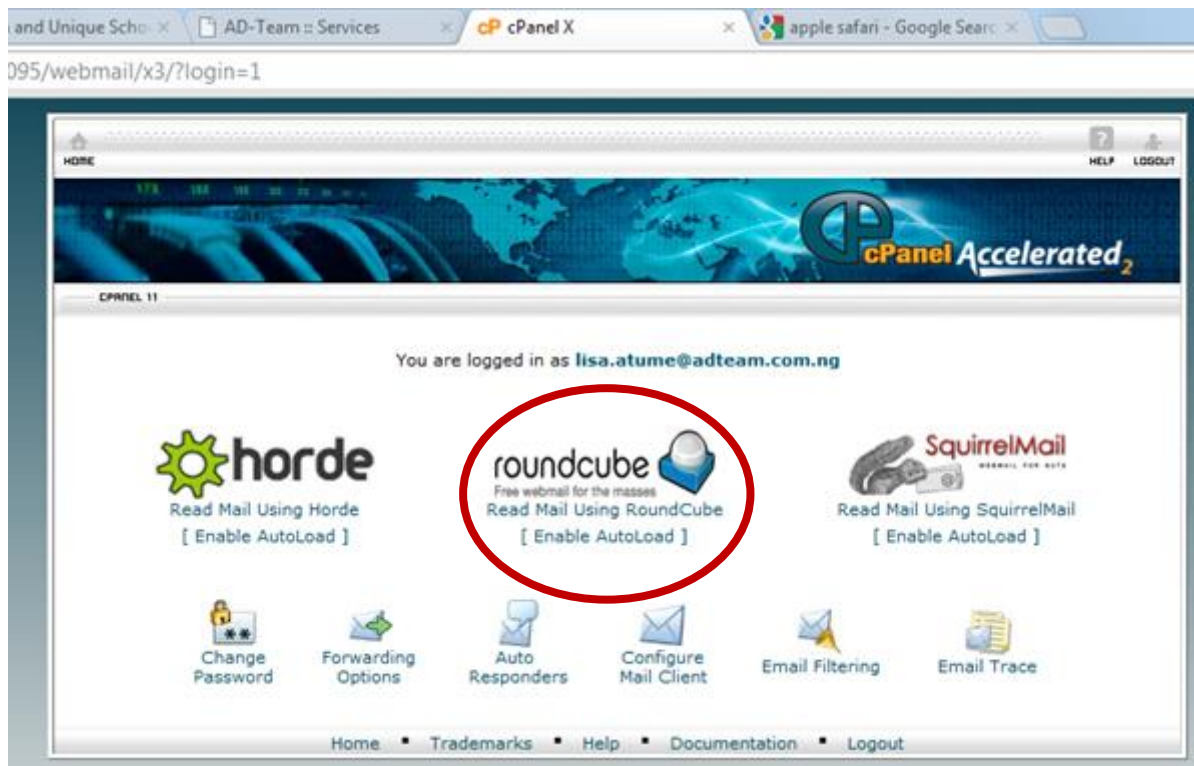 and Unique Scho
AD-Team :: Services
cP cPanel X
apple safari - Google Searc
095/webmail/x3/?login=1
HOME
HELP
LOGOUT
cPanel Accelerated2
CPANEL 11
You are logged in as lisa.atume@adteam.com.ng
horde
roundcube
Free webmail for the masses
SquirrelMail
WEBMAIL FOR NUTS
Read Mail Using Horde
Read Mail Using RoundCube
Read Mail Using SquirrelMail
[ Enable AutoLoad ]
[ Enable AutoLoad ]
[ Enable AutoLoad ]
Change
Password
Forwarding
Options
Auto
Responders
Configure
Mail Client
Email Filtering
Email Trace
Home ▪ Trademarks ▪ Help ▪ Documentation ▪ Logout